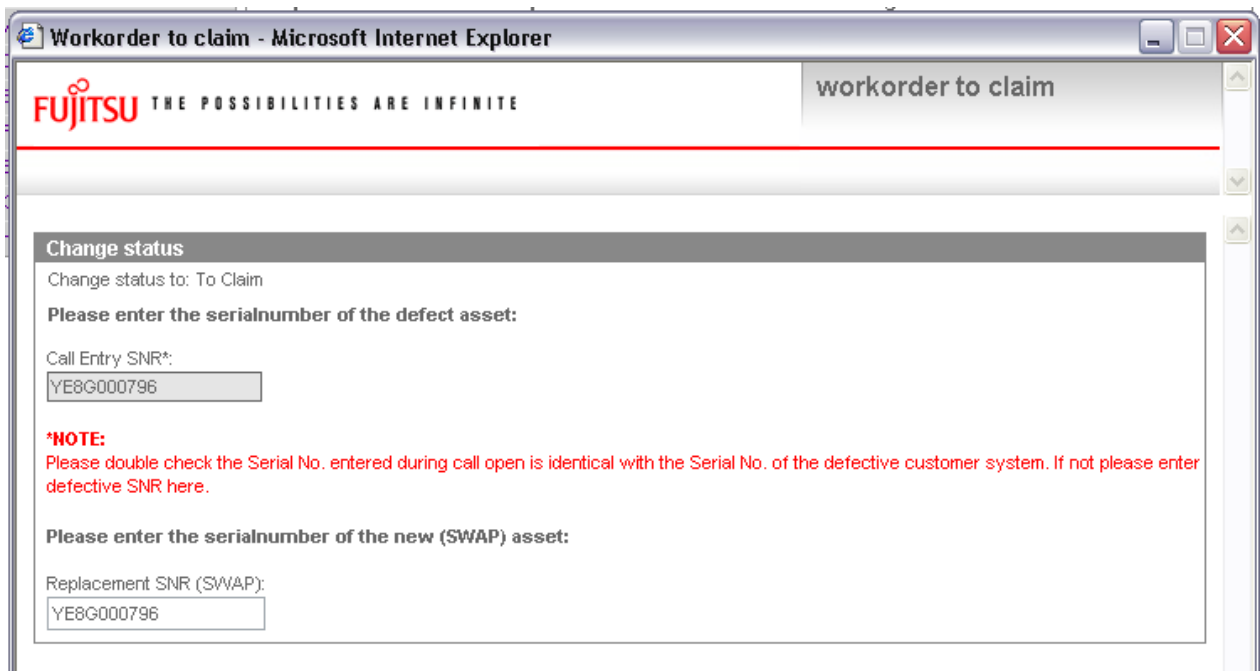 Workorder to claim - Microsoft Internet Explorer
FUJITSU THE POSSIBILITIES ARE INFINITE
workorder to claim
Change status
Change status to: To Claim
Please enter the serialnumber of the defect asset:
Call Entry SNR*:
YE8G000796
*NOTE:
Please double check the Serial No. entered during call open is identical with the Serial No. of the defective customer system. If not please enter
defective SNR here.
Please enter the serialnumber of the new (SWAP) asset:
Replacement SNR (SWAP):
YE8G000796